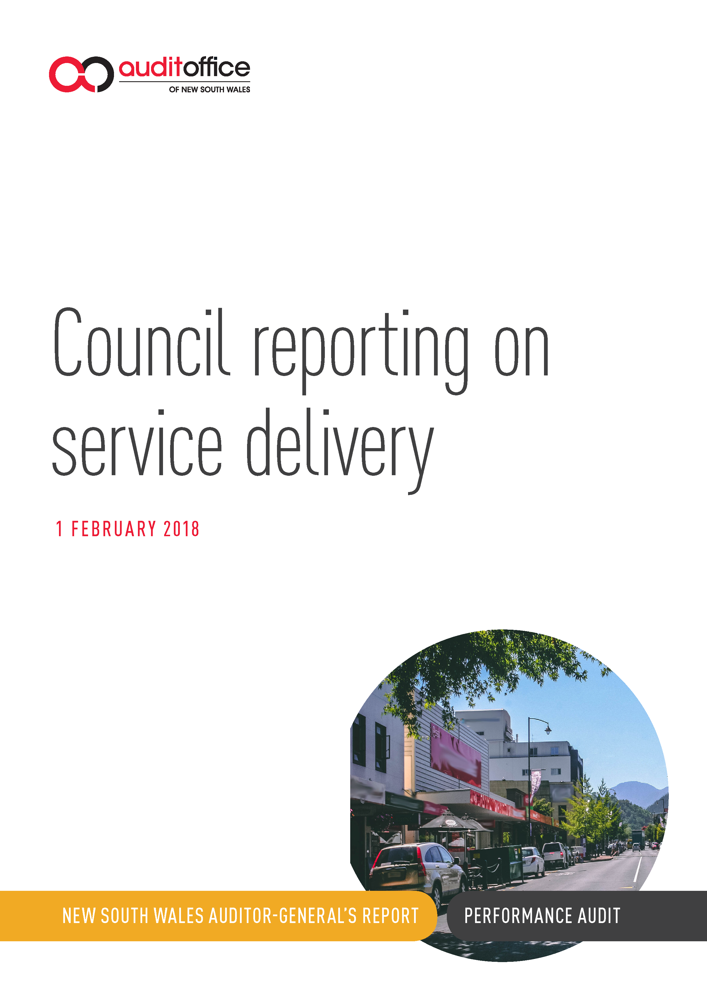 auditoffice
OF NEW SOUTH WALES
Council reporting on
service delivery
1 FEBRUARY 2018
NEW SOUTH WALES AUDITOR-GENERAL’S REPORT
PERFORMANCE AUDIT